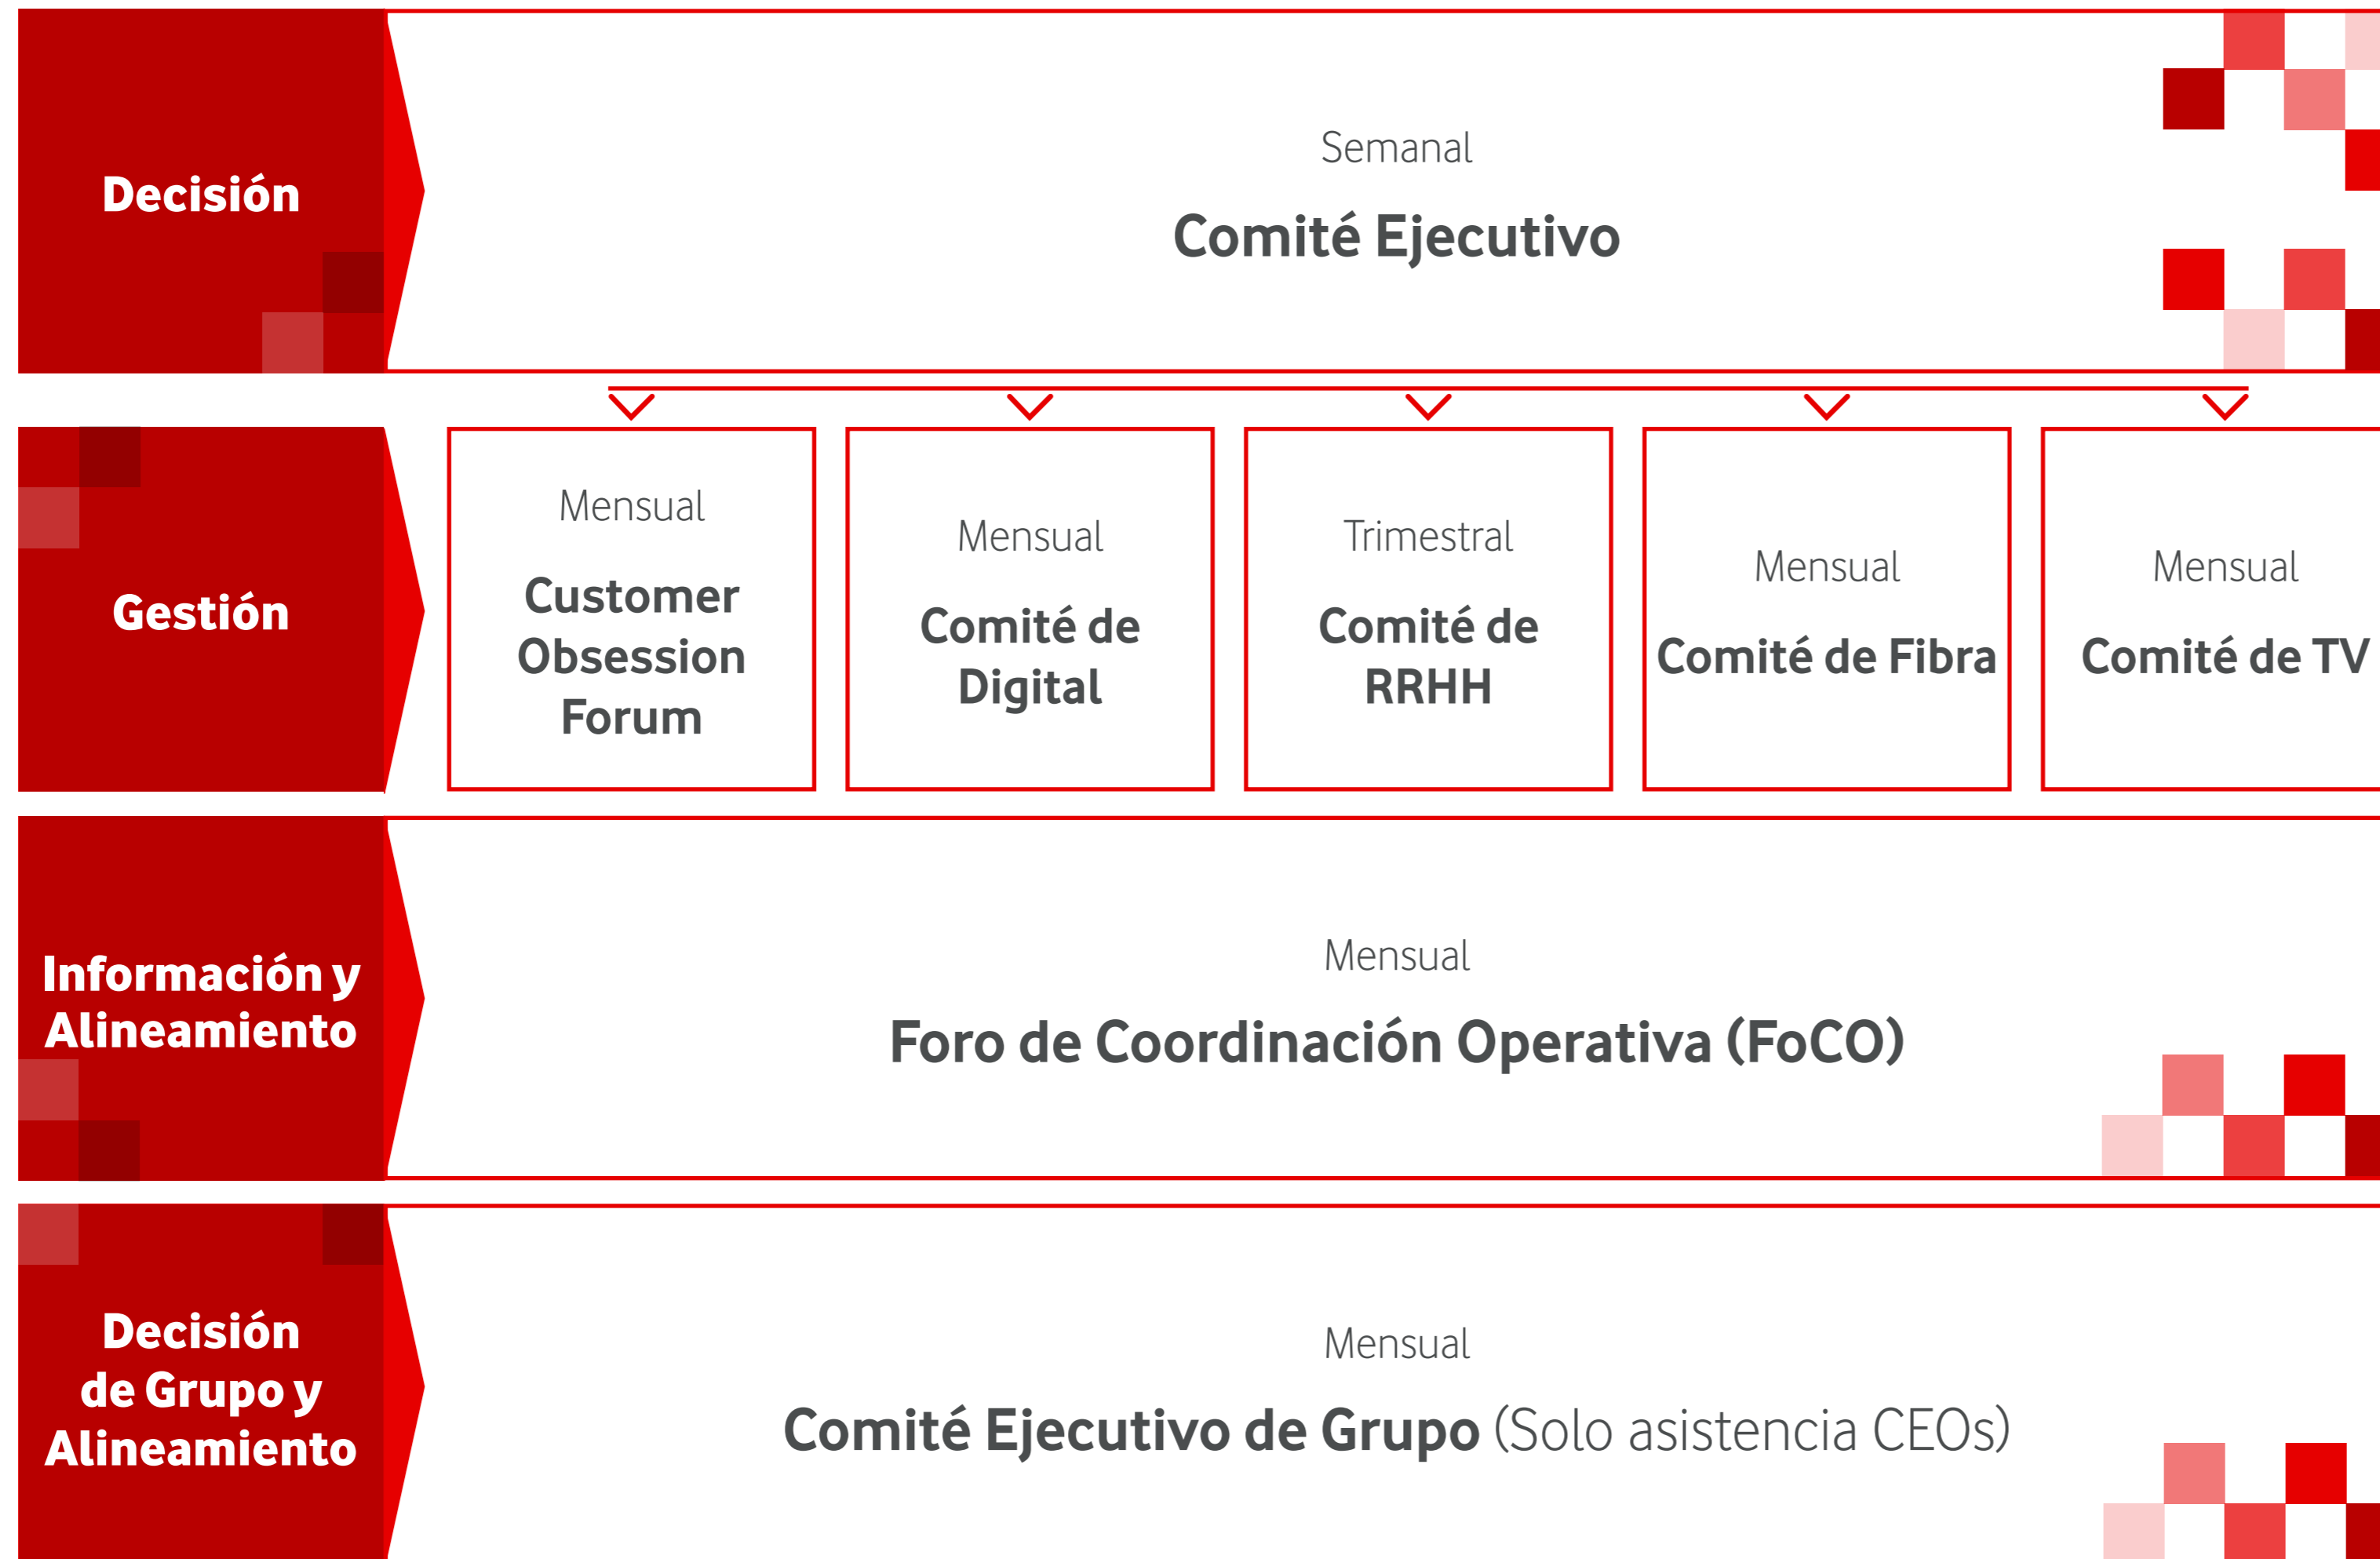 Decisión
Semanal
Comité Ejecutivo
Gestión
Mensual
Customer
Obsession
Forum
Mensual
Comité de
Digital
Trimestral
Comité de
RRHH
Mensual
Comité de Fibra
Mensual
Comité de TV
Información y
Alineamiento
Mensual
Foro de Coordinación Operativa (FoCO)
Decisión
de Grupo y
Alineamiento
Mensual
Comité Ejecutivo de Grupo (Solo asistencia CEOs)